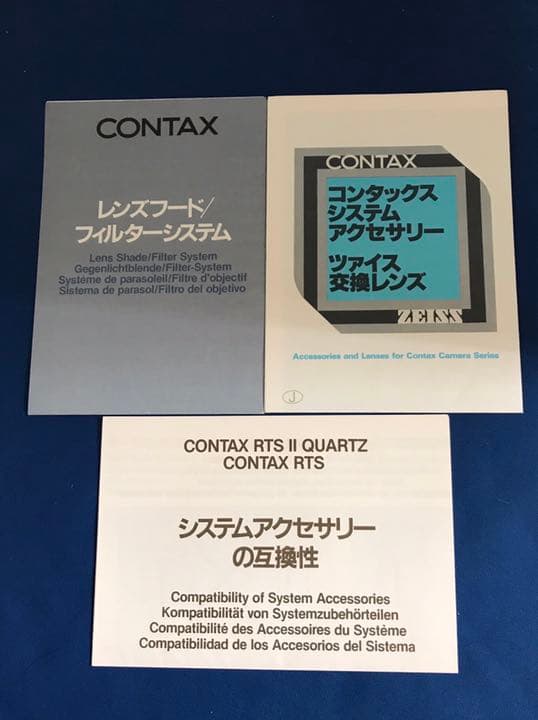 CONTAX
レンズフード/
フィルターシステム
Lens Shade/Filter System
Gegenlichtblende/Filter-System
Système de parasoleil/Filtre d'objectif
Sistema de parasol/Filtro del objetivo
CONTAX
コンタックス
システム
アクセサリー
ツァイス
交換レンズ
ZEISS
Accessories and Lenses for Contax Camera Series
J
CONTAX RTS II QUARTZ
CONTAX RTS
システムアクセサリー
の互換性
Compatibility of System Accessories
Kompatibilität von Systemzubehörteilen
Compatibilité des Accessoires du Système
Compatibilidad de los Accesorios del Sistema